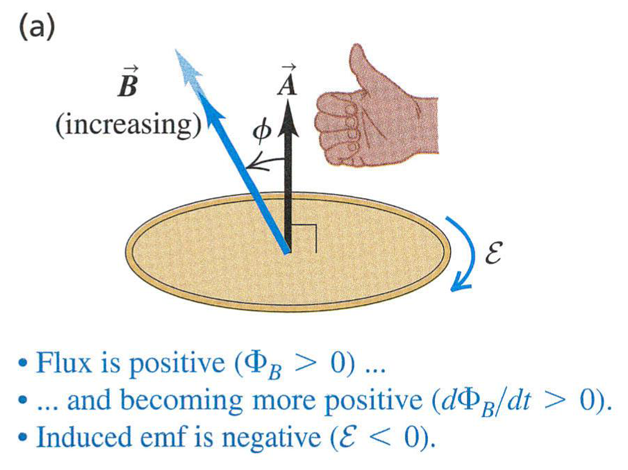 (a)
B⃗
(increasing)
A⃗
ϕ
ℰ
• Flux is positive (Φ_B > 0) ...
• ... and becoming more positive (dΦ_B/dt > 0).
• Induced emf is negative (ℰ < 0).